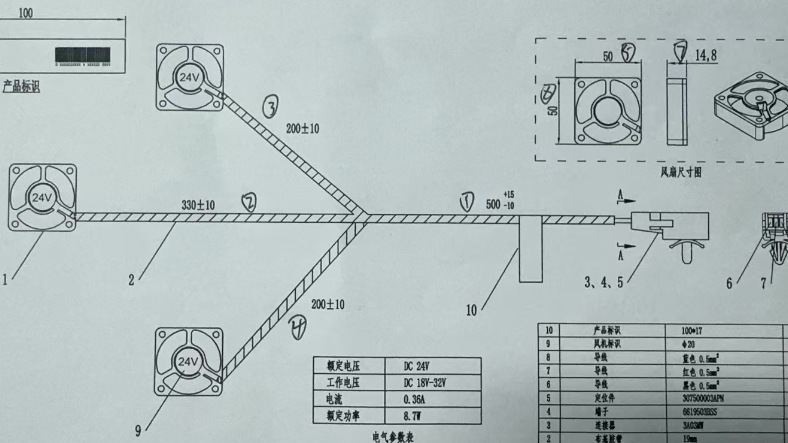 100
产品标识
24V
③
200±10
24V
330±10
②
①
500 +15 -10
50
⑤
⑦
14,8
50
风扇尺寸图
A
A
1
2
10
3、4、5
6
7
200±10
④
24V
9
额定电压 DC 24V
工作电压 DC 18V-32V
电流 0.36A
额定功率 8.7W
电气参数表
10 产品标识 100*17
9 风机标识 φ20
8 导线 蓝色 0.5mm²
7 导线 红色 0.5mm²
6 导线 黑色 0.5mm²
5 定位件 307500003APN
4 端子
3 连接器
2 19mm